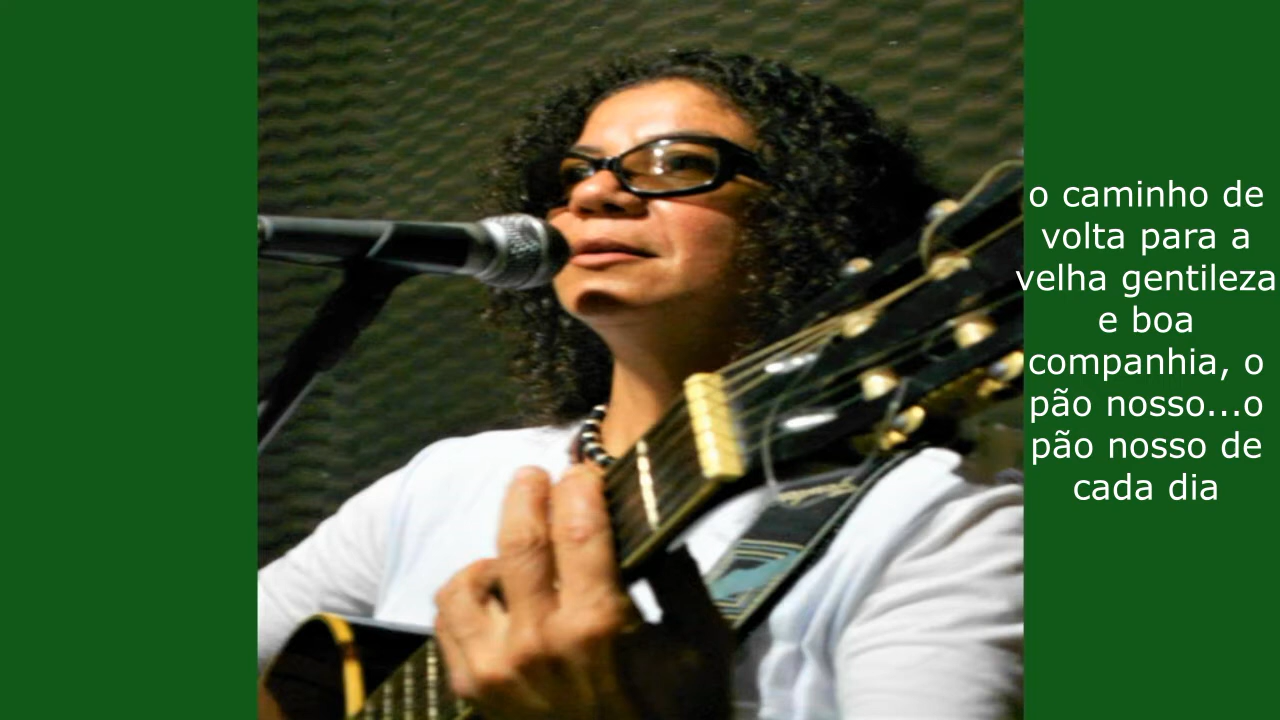 o caminho de
volta para a
velha gentileza
e boa
companhia, o
pão nosso...o
pão nosso de
cada dia